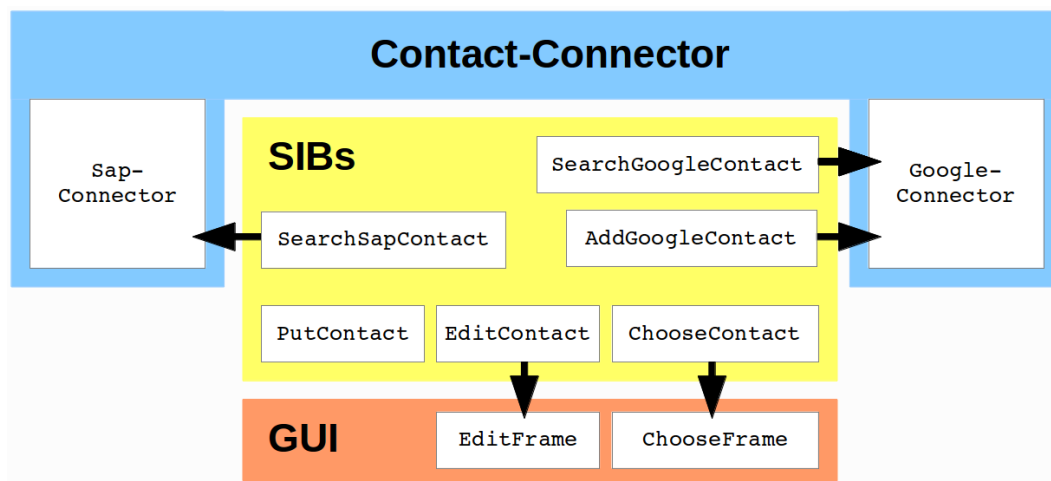 Contact-Connector
Sap-
Connector
SIBs
SearchGoogleContact
Google-
Connector
SearchSapContact
AddGoogleContact
PutContact
EditContact
ChooseContact
GUI
EditFrame
ChooseFrame